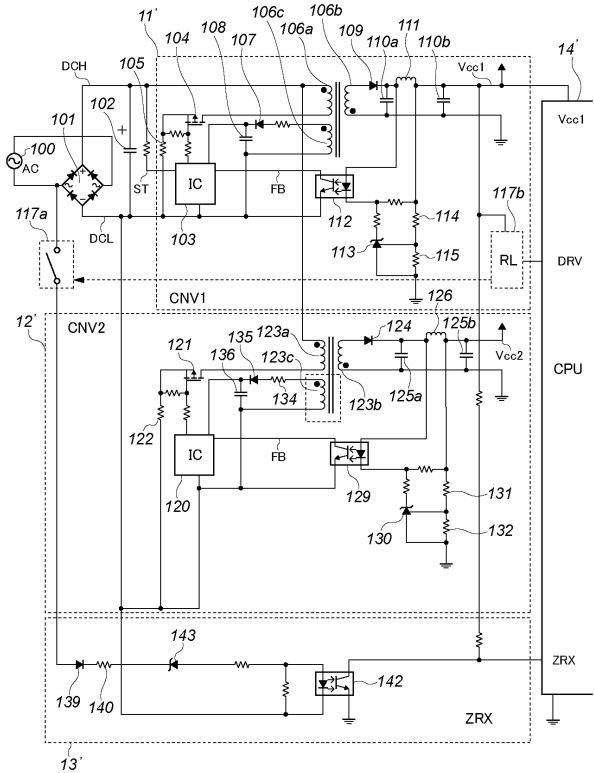 106c 106b
11' 106a 109 111
107 110a 110b
104 108
105 14'
DCH Vcc1
102
+ Vcc1
101
100
AC
IC FB 117b
ST
117a 103 112 114
DCL 113 115 RL DRV
CNV1
126
12' CNV2 123a 124 125b
121 136 135 123c
Vcc2
CPU
134 123b 125a
122
IC
FB
120 129 131
130 132
143
ZRX
139 140 142
ZRX
13'